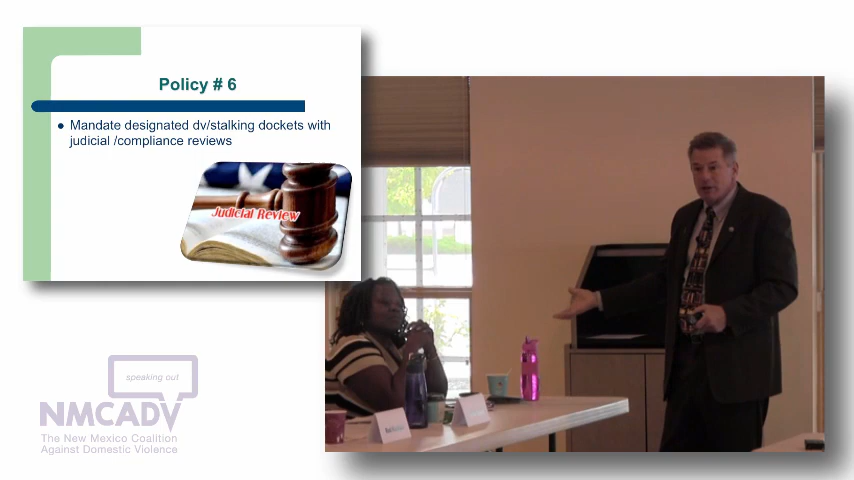 Policy # 6
● Mandate designated dv/stalking dockets with
judicial /compliance reviews
Judicial Review
speaking out
NMCADV
The New Mexico Coalition
Against Domestic Violence